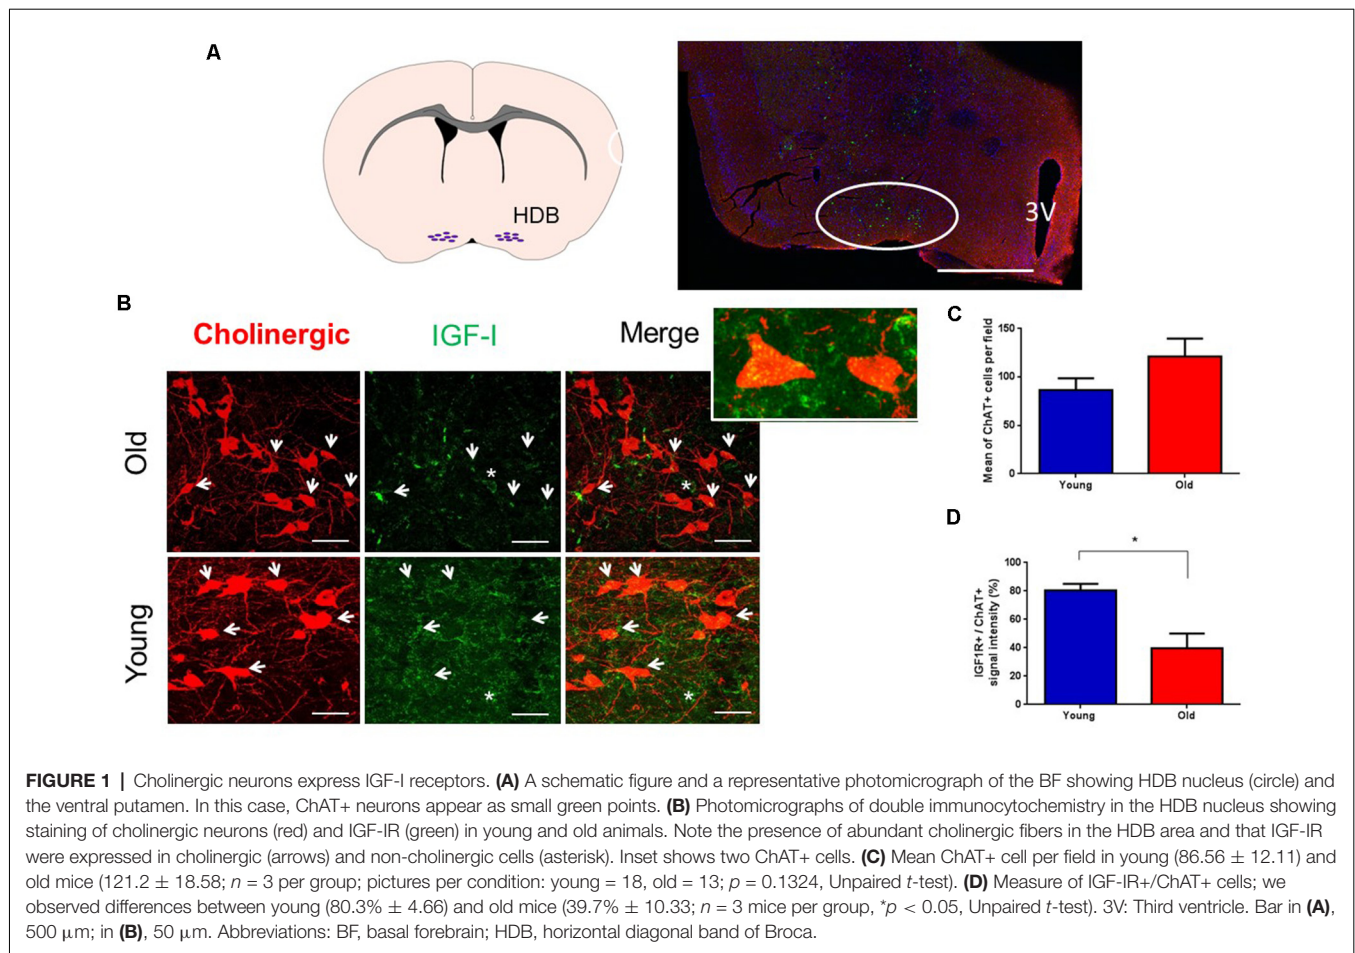 A
HDB
3V
B
Cholinergic
IGF-I
Merge
Old
*
*
Young
*
*
C
Mean of ChAT+ cells per field
150
100
50
0
Young
Old
D
*
IGF1R+ / ChAT+
signal intensity (%)
100
80
60
40
20
0
Young
Old
FIGURE 1 | Cholinergic neurons express IGF-I receptors. (A) A schematic figure and a representative photomicrograph of the BF showing HDB nucleus (circle) and
the ventral putamen. In this case, ChAT+ neurons appear as small green points. (B) Photomicrographs of double immunocytochemistry in the HDB nucleus showing
staining of cholinergic neurons (red) and IGF-IR (green) in young and old animals. Note the presence of abundant cholinergic fibers in the HDB area and that IGF-IR
were expressed in cholinergic (arrows) and non-cholinergic cells (asterisk). Inset shows two ChAT+ cells. (C) Mean ChAT+ cell per field in young (86.56 ± 12.11) and
old mice (121.2 ± 18.58; n = 3 per group; pictures per condition: young = 18, old = 13; p = 0.1324, Unpaired t-test). (D) Measure of IGF-IR+/ChAT+ cells; we
observed differences between young (80.3% ± 4.66) and old mice (39.7% ± 10.33; n = 3 mice per group, *p < 0.05, Unpaired t-test). 3V: Third ventricle. Bar in (A),
500 μm; in (B), 50 μm. Abbreviations: BF, basal forebrain; HDB, horizontal diagonal band of Broca.